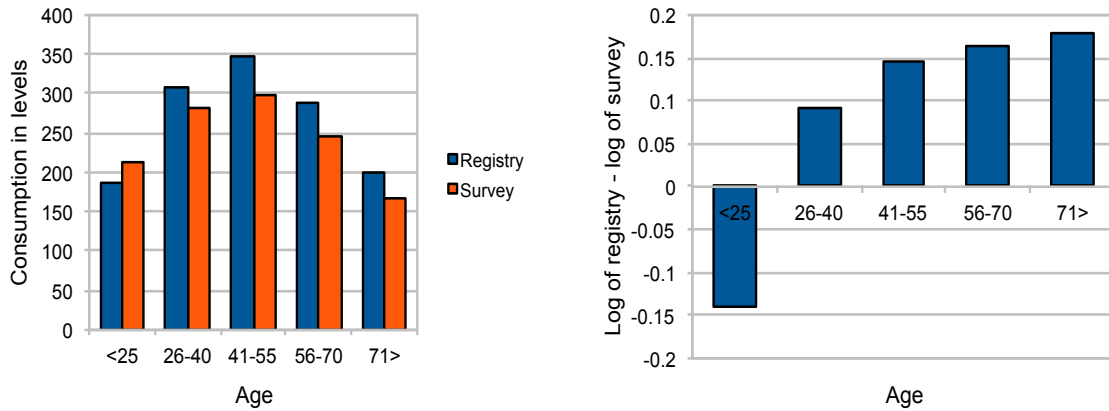 Consumption in levels
400
350
300
250
200
150
100
50
0
<25 26-40 41-55 56-70 71>
Age
Registry
Survey
Log of registry - log of survey
0.2
0.15
0.1
0.05
0
-0.05
-0.1
-0.15
-0.2
<25 26-40 41-55 56-70 71>
Age